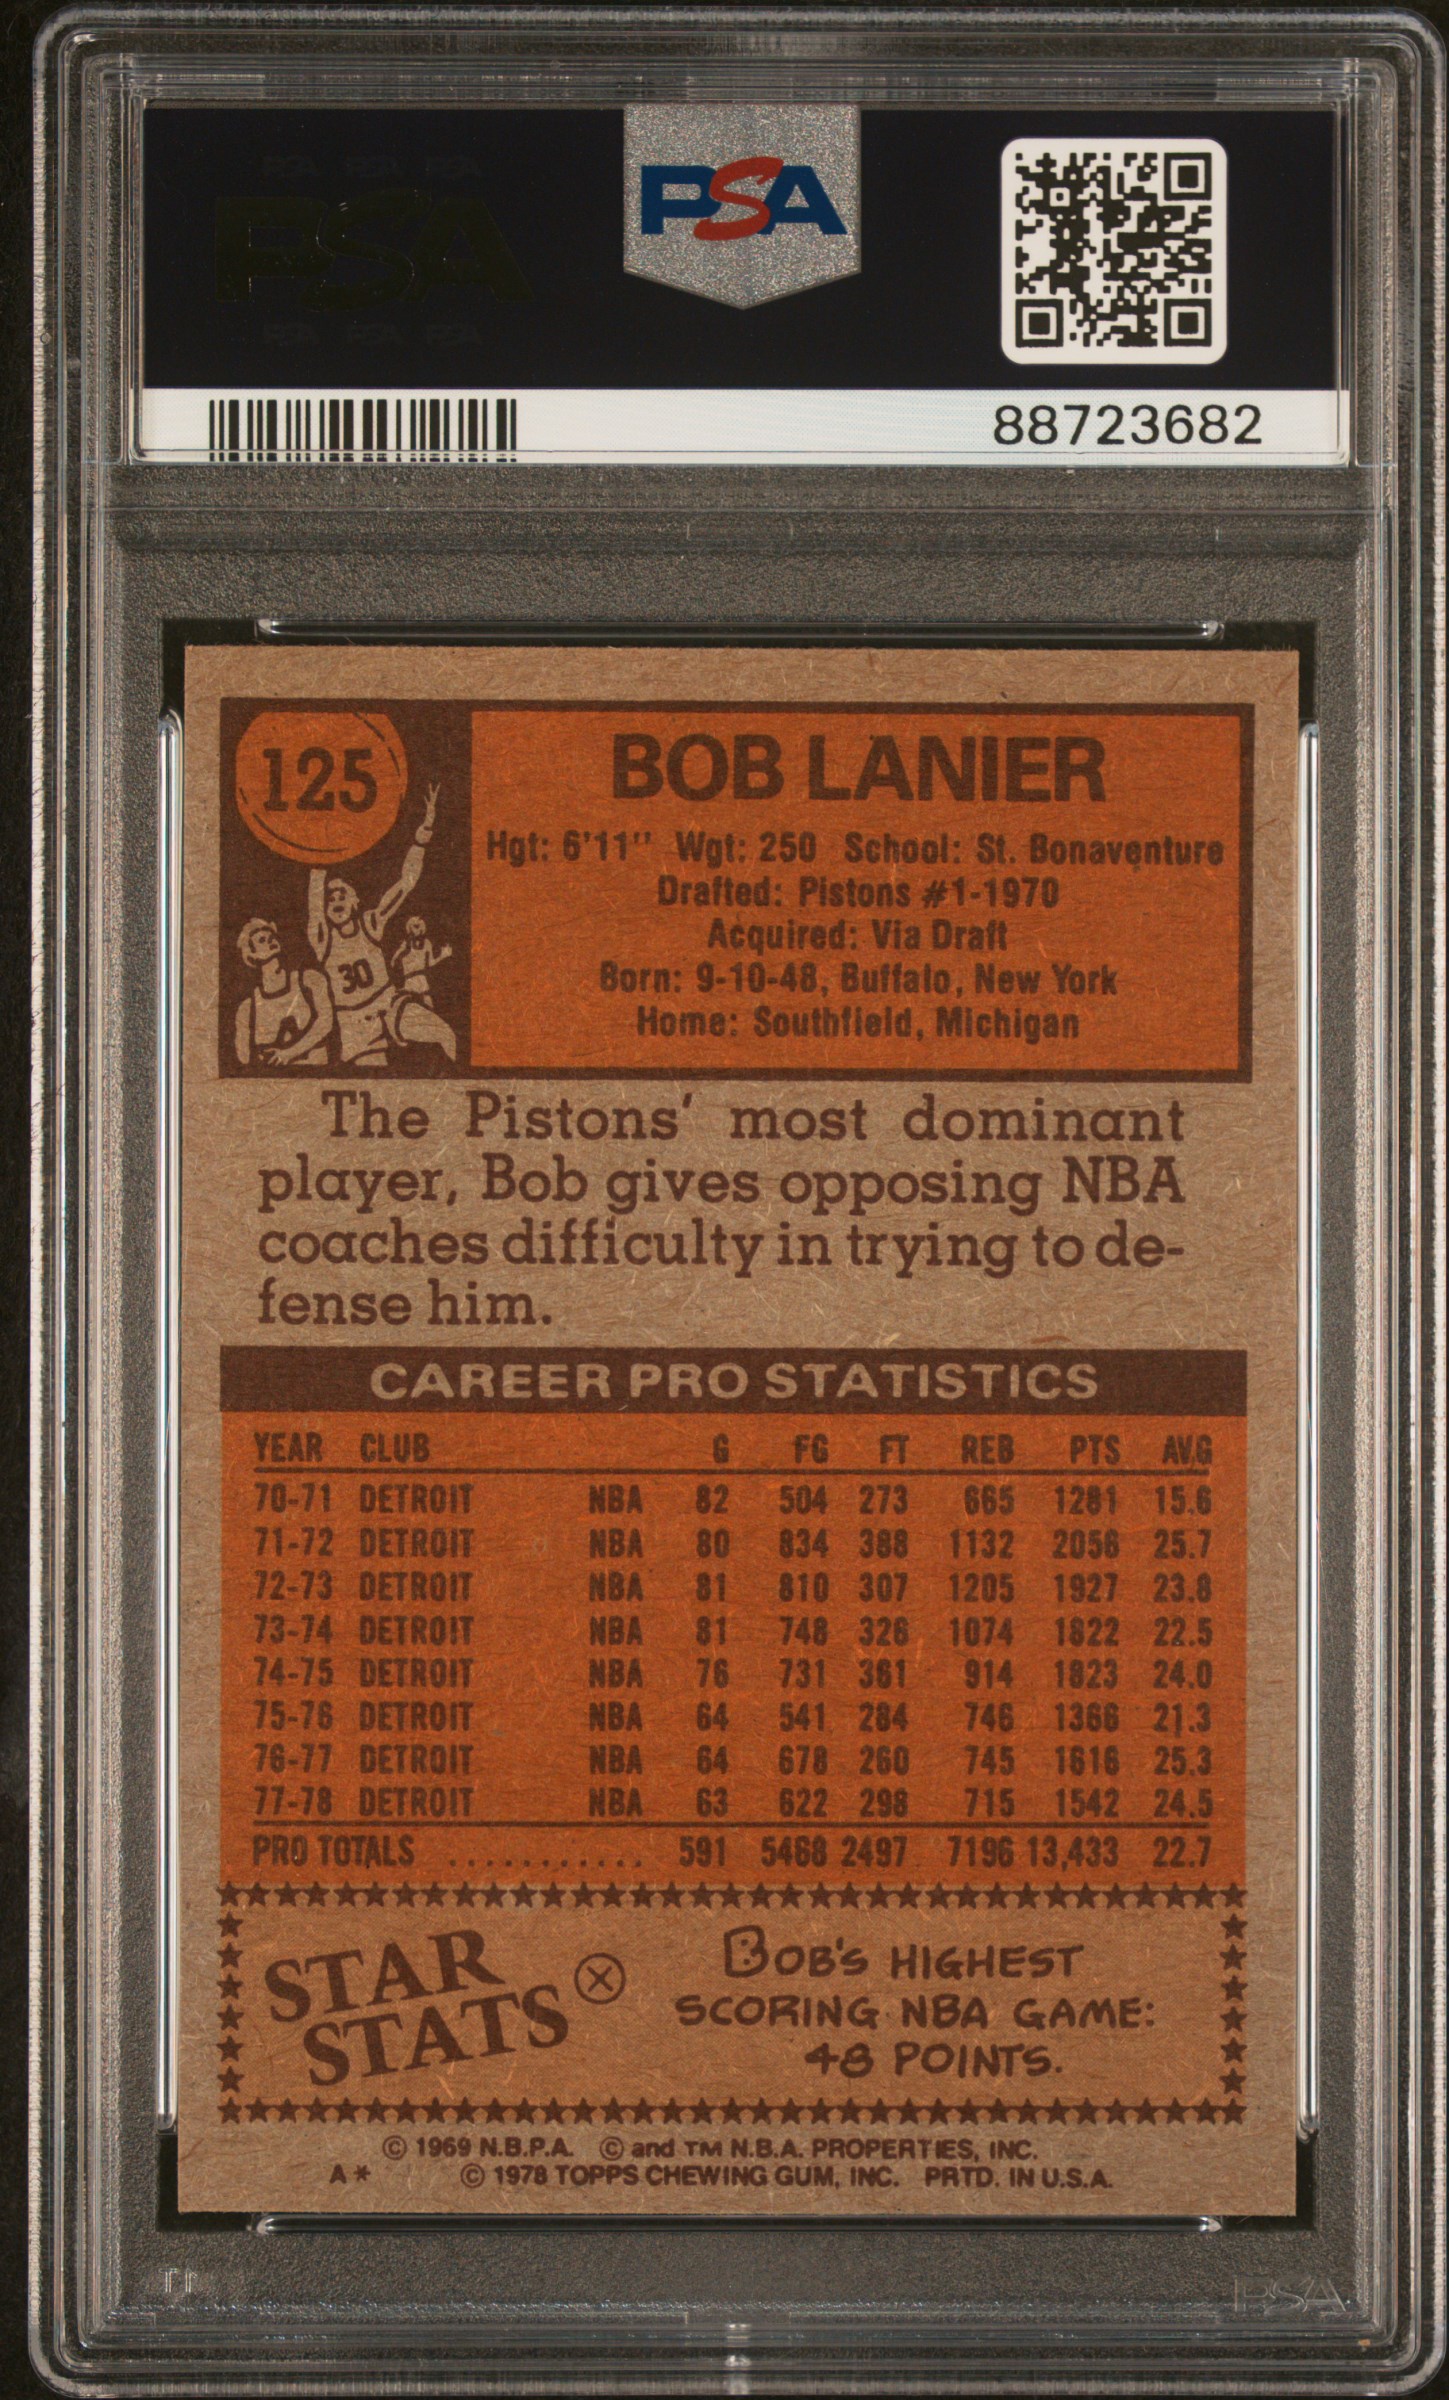 PSA PSA PSA
PSA
PSA PSA PSA
PSA
88723682
125
BOB LANIER
Hgt: 6'11" Wgt: 250 School: St. Bonaventure
Drafted: Pistons #1-1970
Acquired: Via Draft
Born: 9-10-48, Buffalo, New York
Home: Southfield, Michigan
30
The Pistons' most dominant
player, Bob gives opposing NBA
coaches difficulty in trying to de-
fense him.
CAREER PRO STATISTICS
YEAR CLUB G FG FT REB PTS AVG
70-71 DETROIT NBA 82 504 273 665 1281 15.6
71-72 DETROIT NBA 80 834 388 1132 2056 25.7
72-73 DETROIT NBA 81 810 307 1205 1927 23.8
73-74 DETROIT NBA 81 748 326 1074 1822 22.5
74-75 DETROIT NBA 76 731 361 914 1823 24.0
75-76 DETROIT NBA 64 541 284 746 1366 21.3
76-77 DETROIT NBA 64 678 260 745 1616 25.3
77-78 DETROIT NBA 63 622 298 715 1542 24.5
PRO TOTALS ............ 591 5468 2497 7196 13,433 22.7
STAR
STATS
BOB'S HIGHEST
SCORING NBA GAME:
48 POINTS.
© 1969 N.B.P.A. © and TM N.B.A. PROPERTIES, INC.
A* © 1978 TOPPS CHEWING GUM, INC. PRTD. IN U.S.A.
PSA